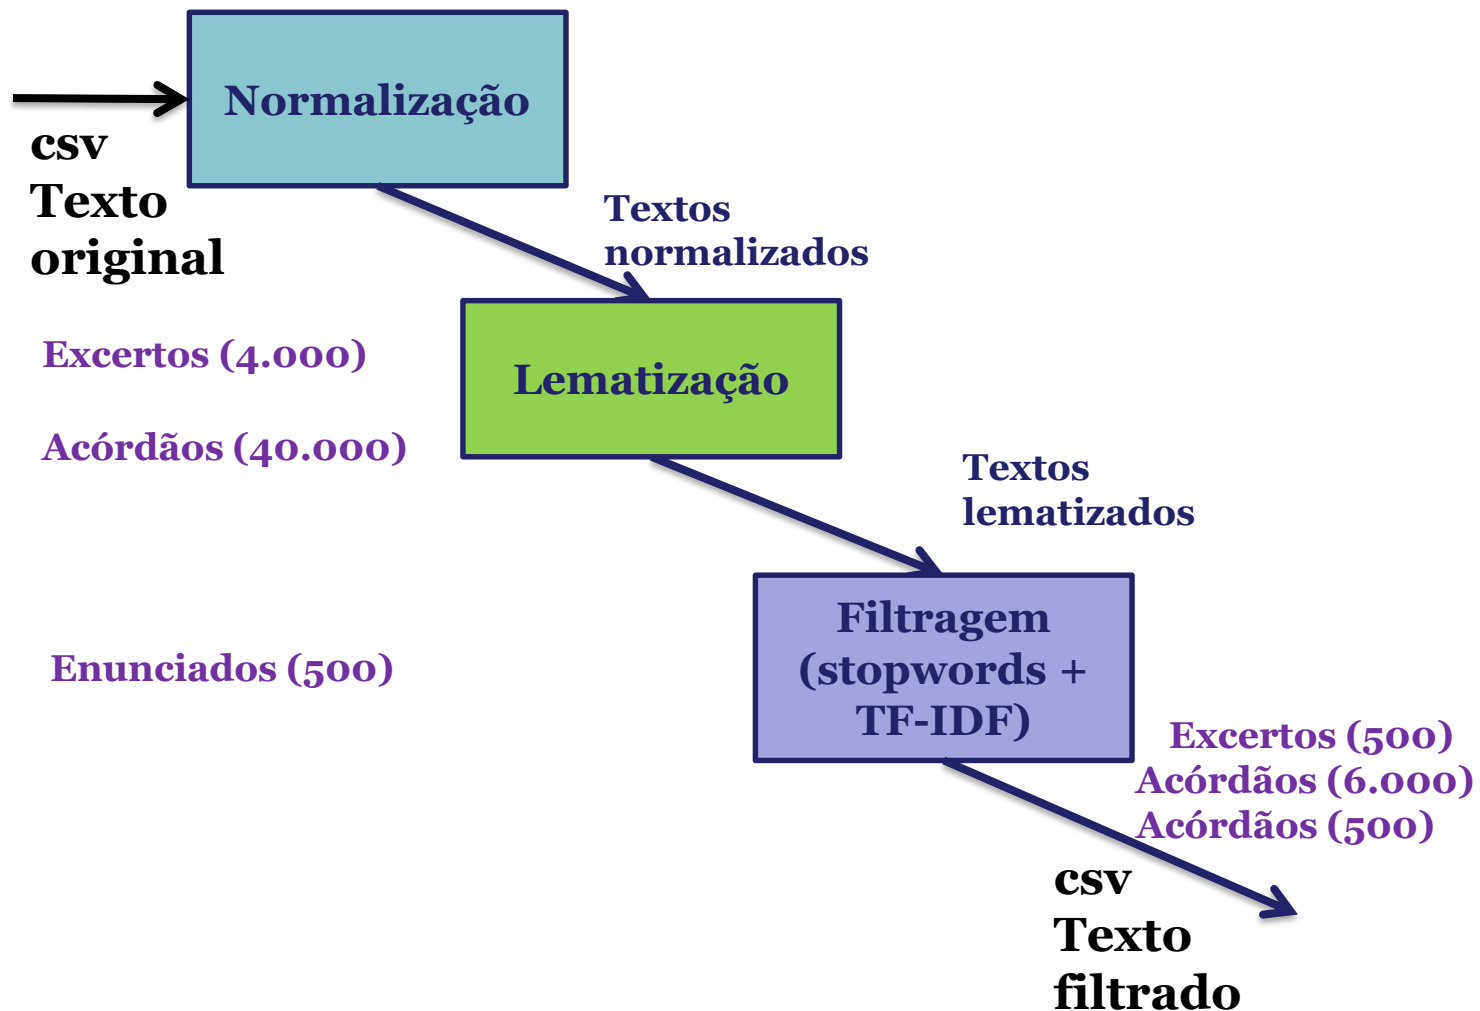 Normalização
csv
Texto
original
Textos
normalizados
Excertos (4.000)
Lematização
Acórdãos (40.000)
Textos
lematizados
Enunciados (500)
Filtragem
(stopwords +
TF-IDF)
Excertos (500)
Acórdãos (6.000)
Acórdãos (500)
csv
Texto
filtrado